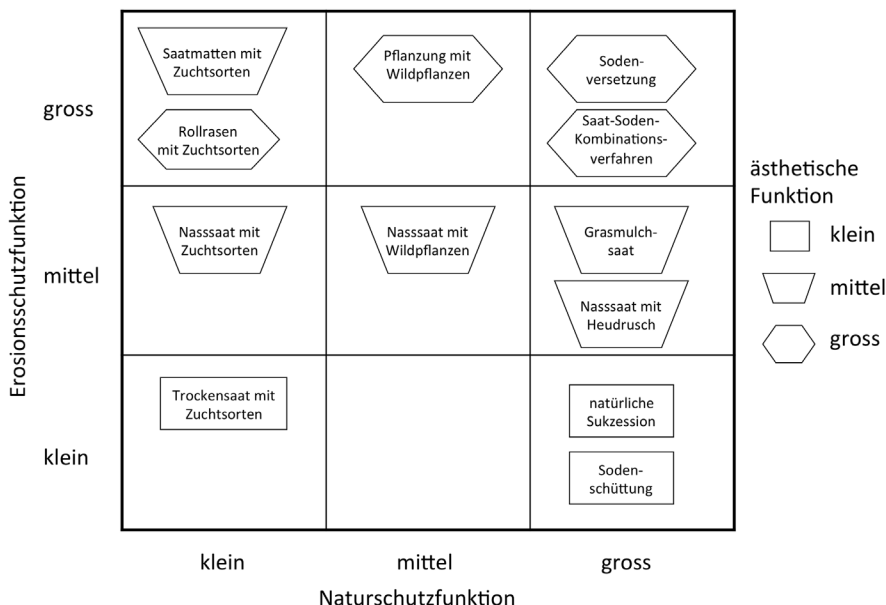 Saatmatten mit
Zuchtsorten
Pflanzung mit
Wildpflanzen
Soden-
versetzung
gross
Rollrasen
mit Zuchtsorten
Saat-Soden-
Kombinations-
verfahren
Nasssaat mit
Zuchtsorten
Nasssaat mit
Wildpflanzen
Grasmulch-
saat
mittel
Nasssaat mit
Heudrusch
Trockensaat mit
Zuchtsorten
natürliche
Sukzession
klein
Soden-
schüttung
Erosionsschutzfunktion
klein
mittel
gross
Naturschutzfunktion
ästhetische
Funktion
klein
mittel
gross